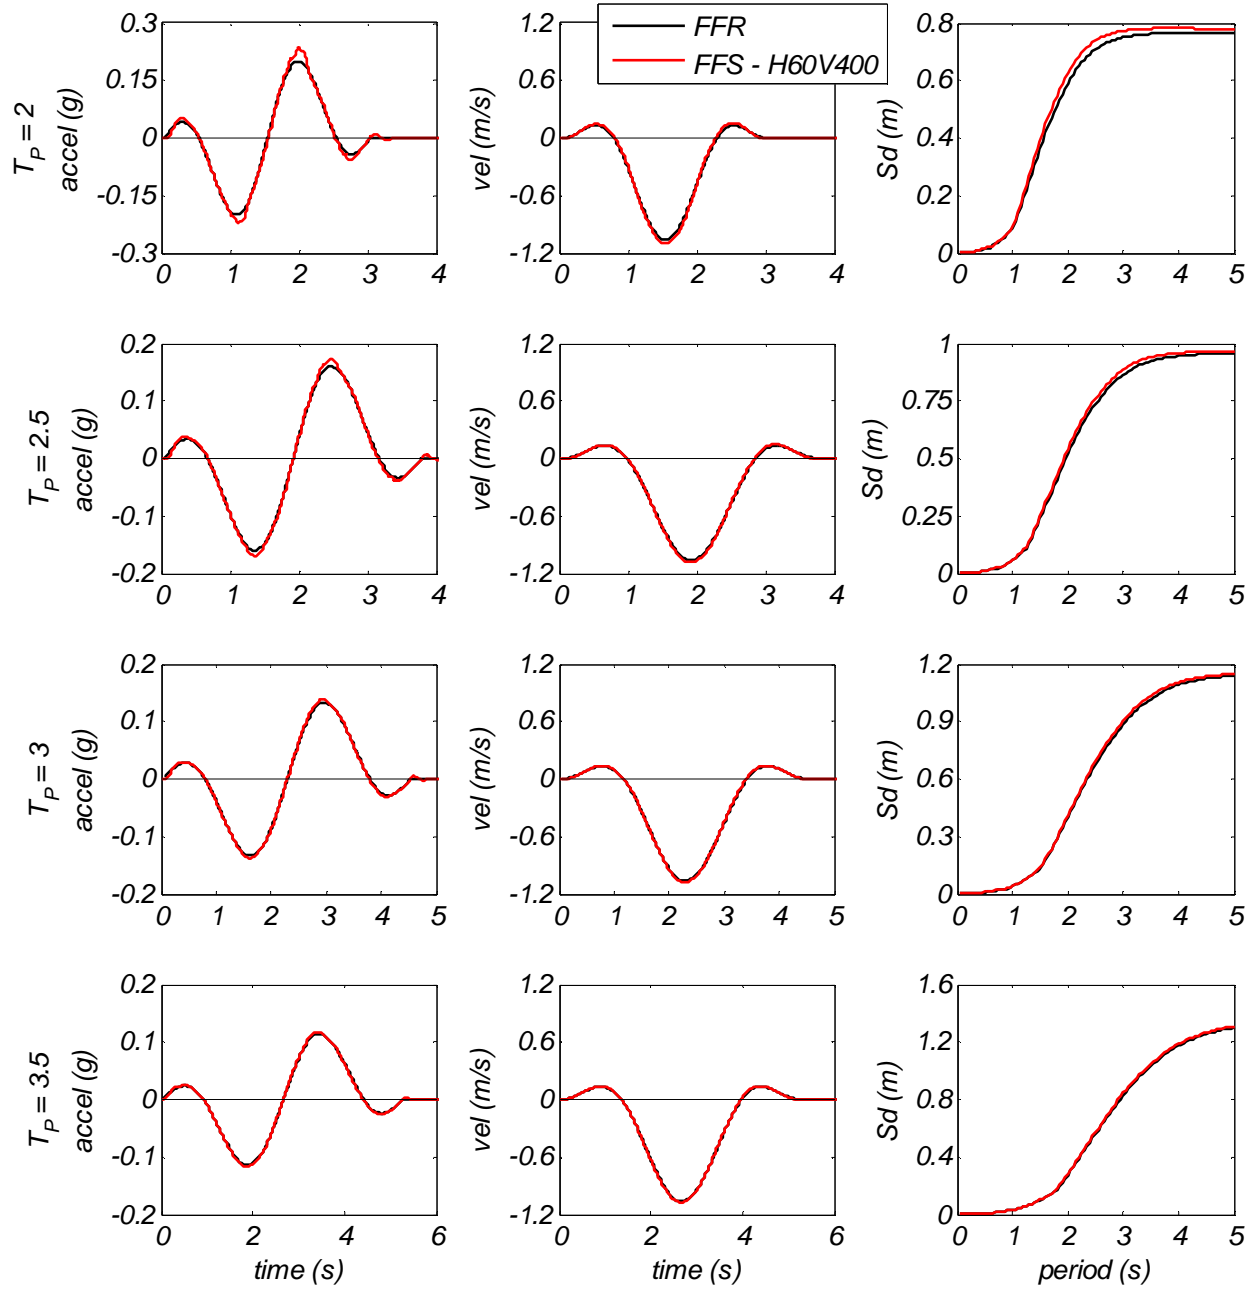 FFR
FFS - H60V400
T_P = 2
accel (g)
0.3
0.15
0
-0.15
-0.3
0 1 2 3 4
vel (m/s)
1.2
0.6
0
-0.6
-1.2
0 1 2 3 4
Sd (m)
0.8
0.6
0.4
0.2
0
0 1 2 3 4 5
T_P = 2.5
accel (g)
0.2
0.1
0
-0.1
-0.2
0 1 2 3 4
vel (m/s)
1.2
0.6
0
-0.6
-1.2
0 1 2 3 4
Sd (m)
1
0.75
0.5
0.25
0
0 1 2 3 4 5
T_P = 3
accel (g)
0.2
0.1
0
-0.1
-0.2
0 1 2 3 4 5
vel (m/s)
1.2
0.6
0
-0.6
-1.2
0 1 2 3 4 5
Sd (m)
1.2
0.9
0.6
0.3
0
0 1 2 3 4 5
T_P = 3.5
accel (g)
0.2
0.1
0
-0.1
-0.2
0 2 4 6
time (s)
vel (m/s)
1.2
0.6
0
-0.6
-1.2
0 2 4 6
time (s)
Sd (m)
1.6
1.2
0.8
0.4
0
0 1 2 3 4 5
period (s)